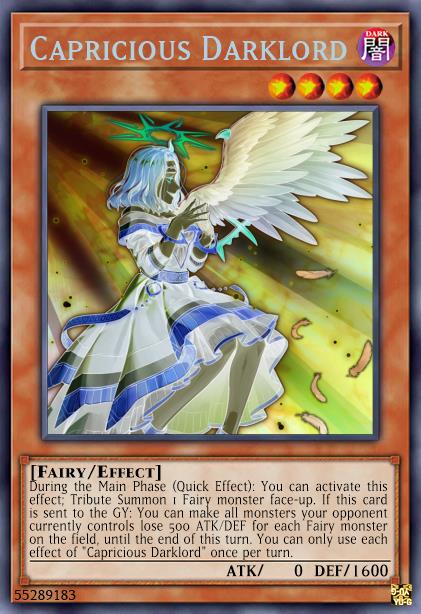 CAPRICIOUS DARKLORD
DARK
闇
[FAIRY/EFFECT]
During the Main Phase (Quick Effect): You can activate this
effect; Tribute Summon 1 Fairy monster face-up. If this card
is sent to the GY: You can make all monsters your opponent
currently controls lose 500 ATK/DEF for each Fairy monster
on the field, until the end of this turn. You can only use each
effect of "Capricious Darklord" once per turn.
ATK/ 0 DEF/1600
55289183